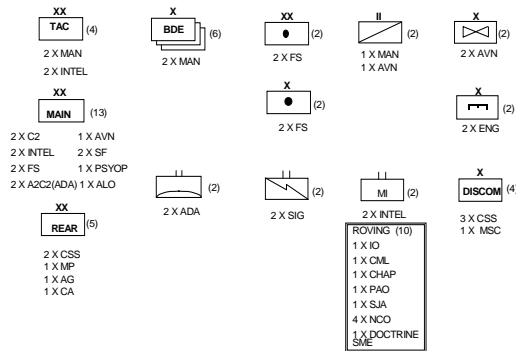 XX
TAC
(4)
2 X MAN
2 X INTEL
X
BDE
(6)
2 X MAN
XX
(2)
2 X FS
II
(2)
1 X MAN
1 X AVN
X
(2)
2 X AVN
XX
MAIN
(13)
2 X C2 1 X AVN
2 X INTEL 2 X SF
2 X FS 1 X PSYOP
2 X A2C2(ADA) 1 X ALO
X
(2)
2 X FS
X
(2)
2 X ENG
XX
REAR
(5)
2 X CSS
1 X MP
1 X AG
1 X CA
(2)
2 X ADA
(2)
2 X SIG
MI
(2)
2 X INTEL
X
DISCOM
(4
3 X CSS
1 X MSC
ROVING (10)
1 X IO
1 X CML
1 X CHAP
1 X PAO
1 X SJA
4 X NCO
1 X DOCTRINE
SME